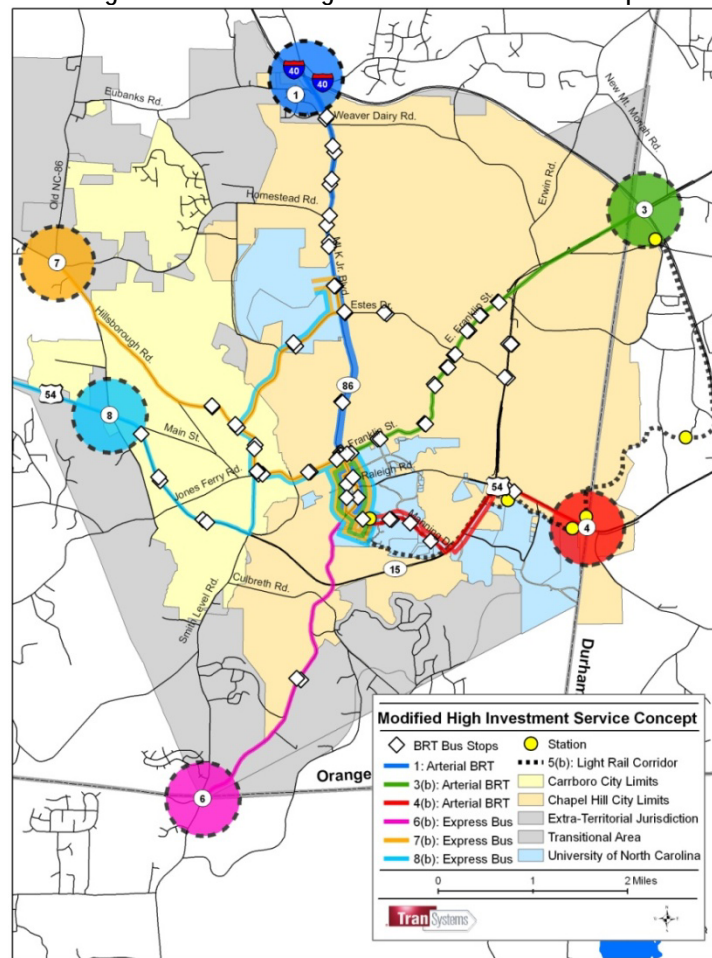 40
40
1
Eubanks Rd.
Weaver Dairy Rd.
New Mt. Moriah Rd.
Old NC-86
Homestead Rd.
Erwin Rd.
3
7
MLK Jr. Blvd
Estes Dr.
E. Franklin St.
Hillsborough Rd.
54
86
8
Main St.
Franklin St.
Raleigh Rd.
Jones Ferry Rd.
54
Manning Dr.
4
15
Culbreth Rd.
Smith Level Rd.
Durham
Orange
6
Modified High Investment Service Concept
BRT Bus Stops
1: Arterial BRT
3(b): Arterial BRT
4(b): Arterial BRT
6(b): Express Bus
7(b): Express Bus
8(b): Express Bus
Station
5(b): Light Rail Corridor
Carrboro City Limits
Chapel Hill City Limits
Extra-Territorial Jurisdiction
Transitional Area
University of North Carolina
0 1 2 Miles
TranSystems